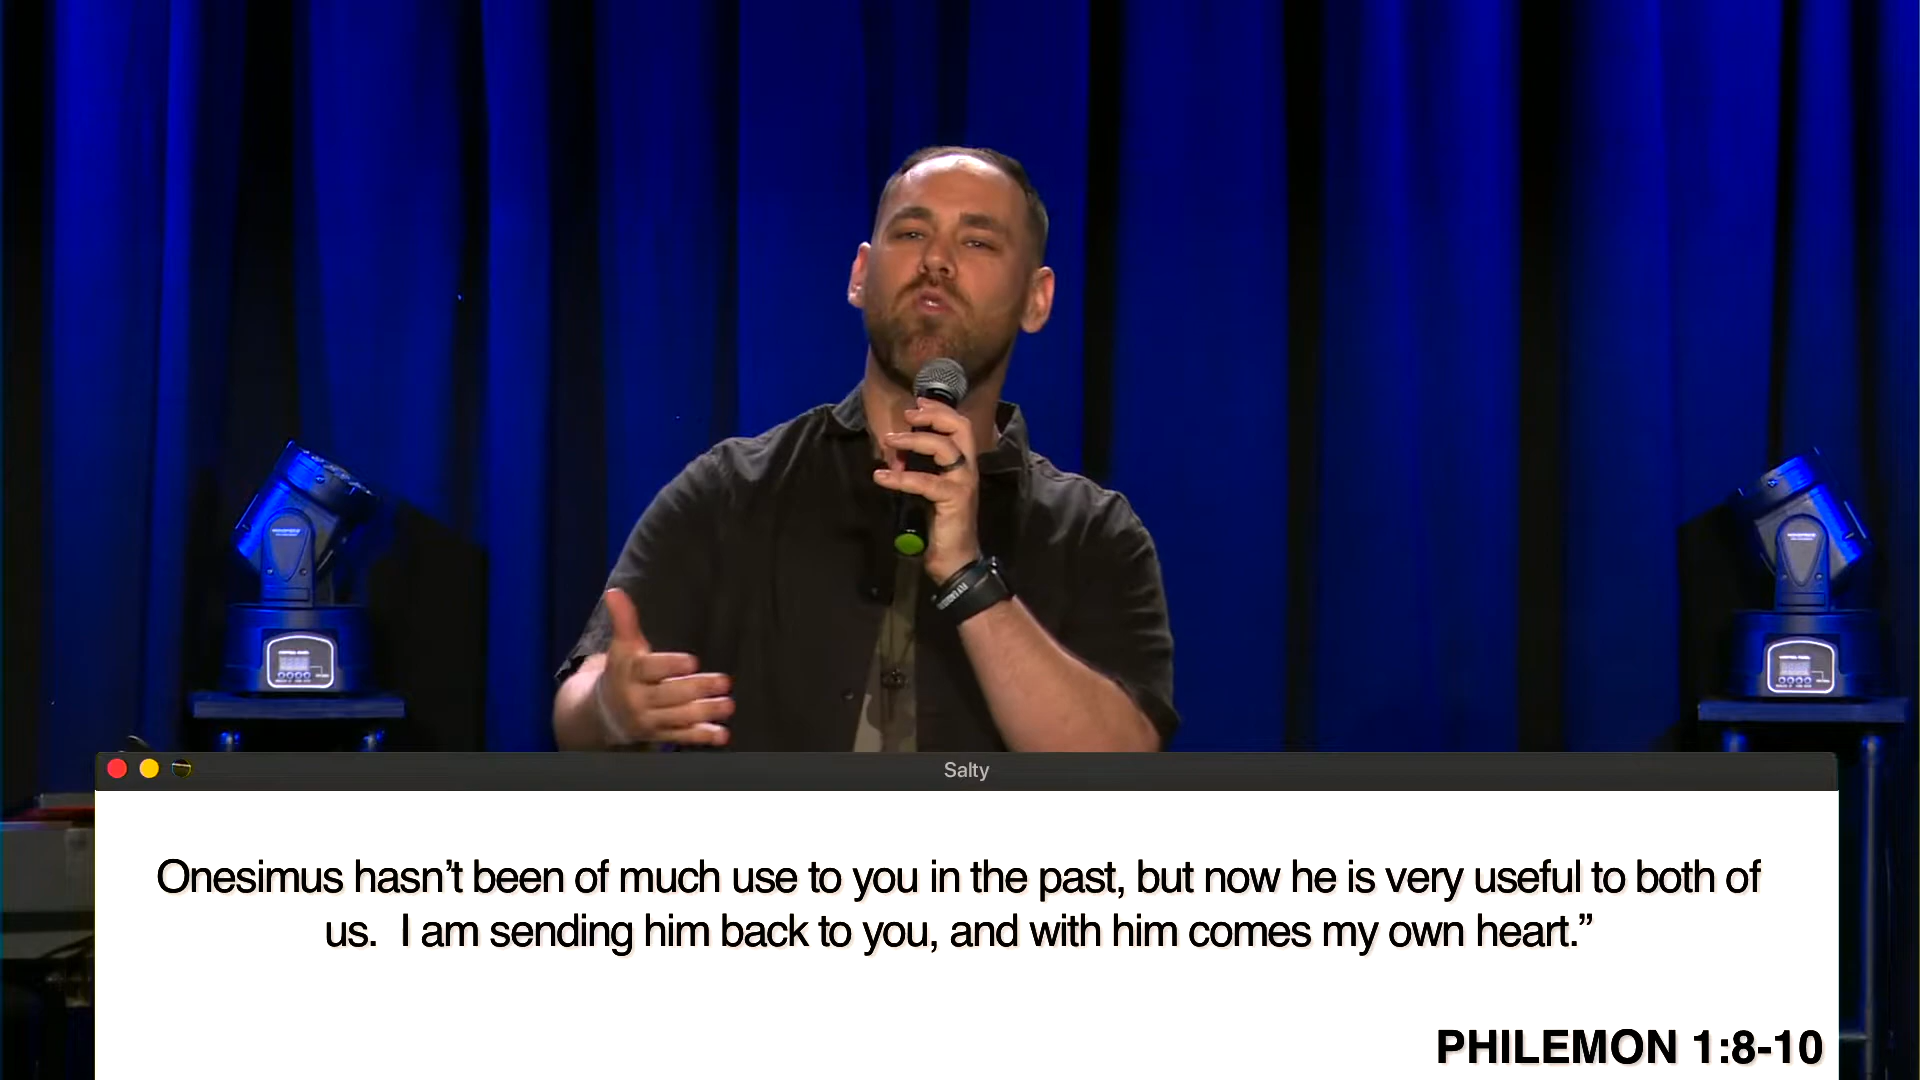 Salty
Onesimus hasn’t been of much use to you in the past, but now he is very useful to both of
us.  I am sending him back to you, and with him comes my own heart.”
PHILEMON 1:8-10